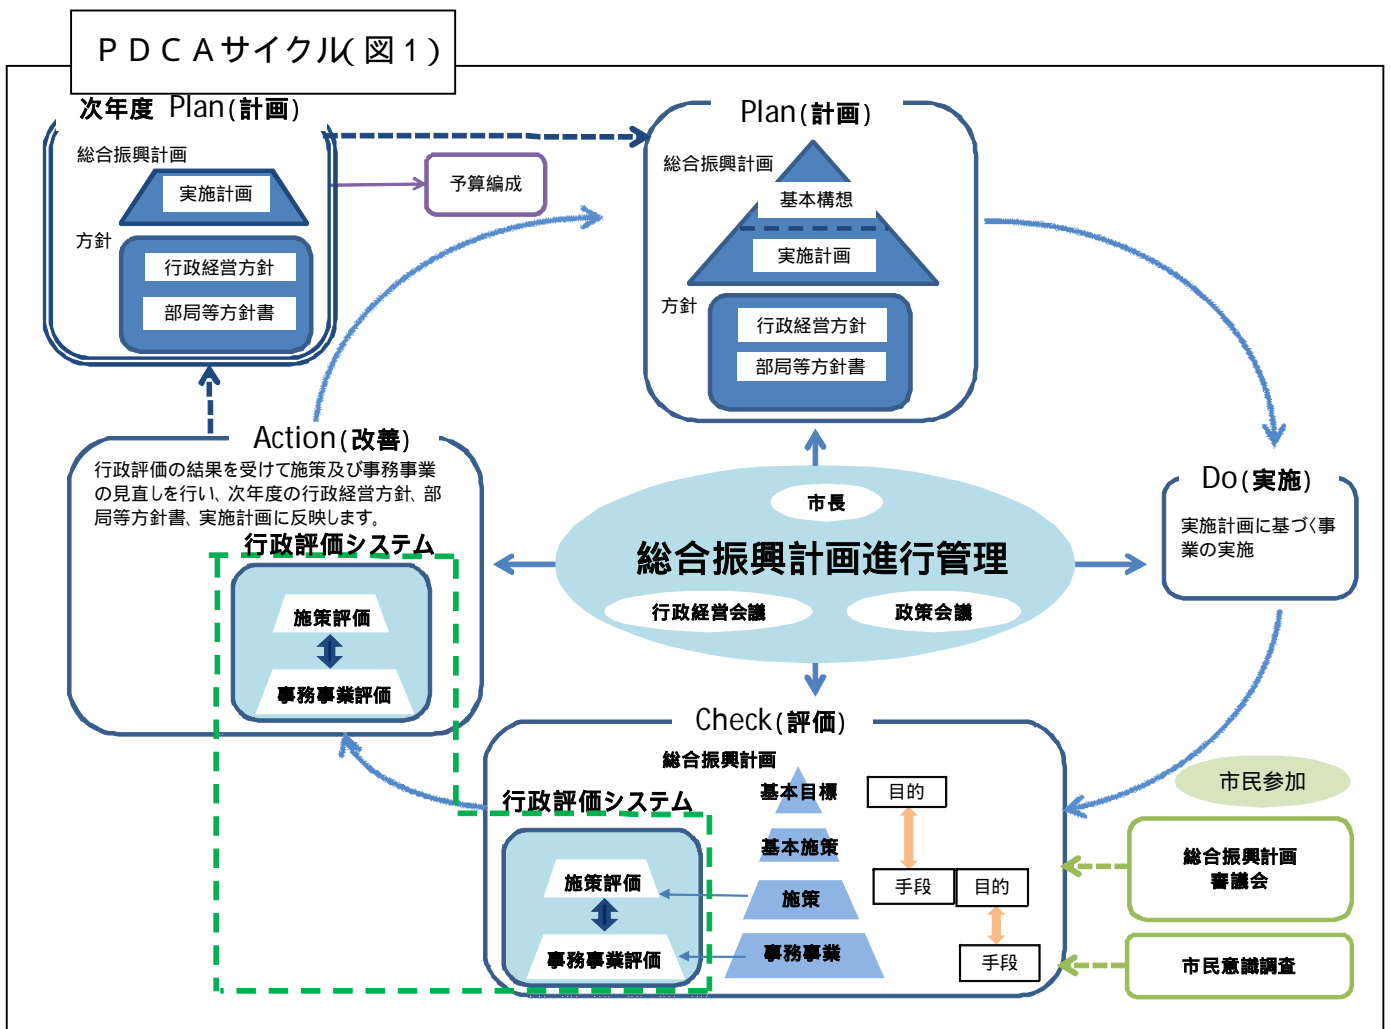 ＰＤＣＡサイクル(図１)
次年度 Plan(計画)
総合振興計画
実施計画
方針
行政経営方針
部局等方針書
予算編成
Plan(計画)
総合振興計画
基本構想
実施計画
方針
行政経営方針
部局等方針書
Action(改善)
行政評価の結果を受けて施策及び事務事業
の見直しを行い、次年度の行政経営方針、部
局等方針書、実施計画に反映します。
行政評価システム
施策評価
事務事業評価
市長
総合振興計画進行管理
行政経営会議
政策会議
Do(実施)
実施計画に基づく事
業の実施
Check(評価)
総合振興計画
基本目標
基本施策
施策
事務事業
行政評価システム
施策評価
事務事業評価
目的
手段
目的
手段
市民参加
総合振興計画
審議会
市民意識調査